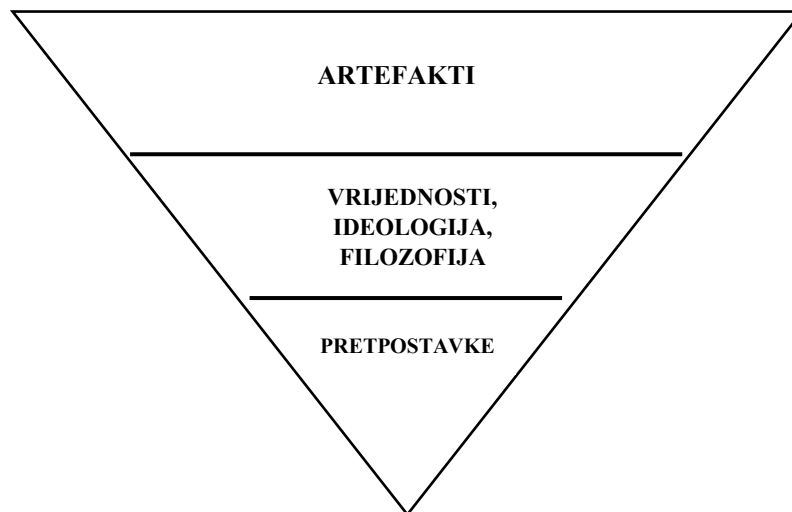 ARTEFAKTI
VRIJEDNOSTI,
IDEOLOGIJA,
FILOZOFIJA
PRETPOSTAVKE